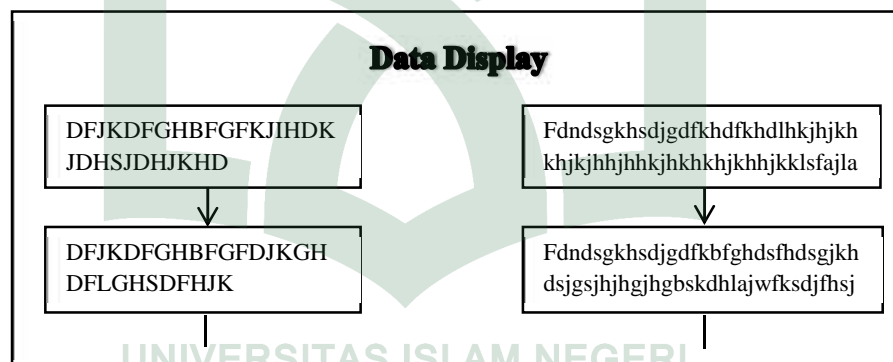 Data Display
DFJKDFGHBFGFKJIHDK
JDHSJDHJKHD
Fdndsgkhsdjgdfkhdfkhdlhkjhjkh
khjkjhhjhhkjhkhkhjkhhjkklsfajla
DFJKDFGHBFGFDJKGH
DFLGHSDFHJK
Fdndsgkhsdjgdfkbfghdsfhdsgjkh
dsjgsjhjhgjhgbskdhlajwfksdjfhsj
UNIVERSITAS ISLAM NEGERI